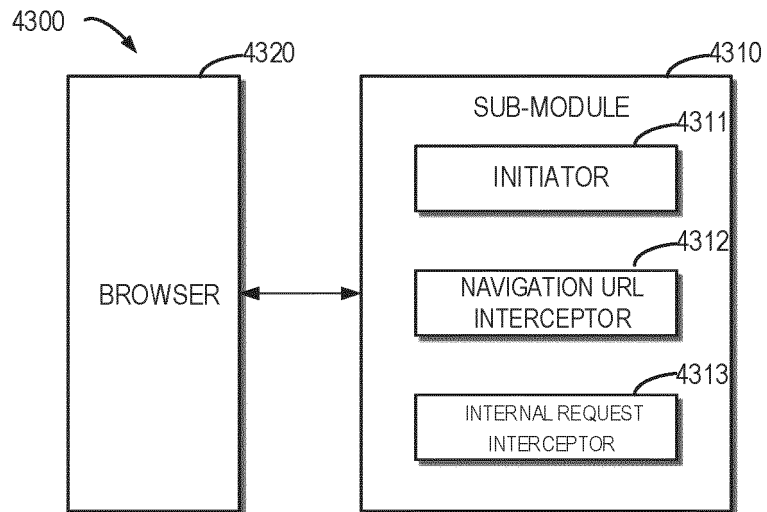 4300
4320
4310
SUB-MODULE
4311
INITIATOR
4312
BROWSER
NAVIGATION URL
INTERCEPTOR
4313
INTERNAL REQUEST
INTERCEPTOR